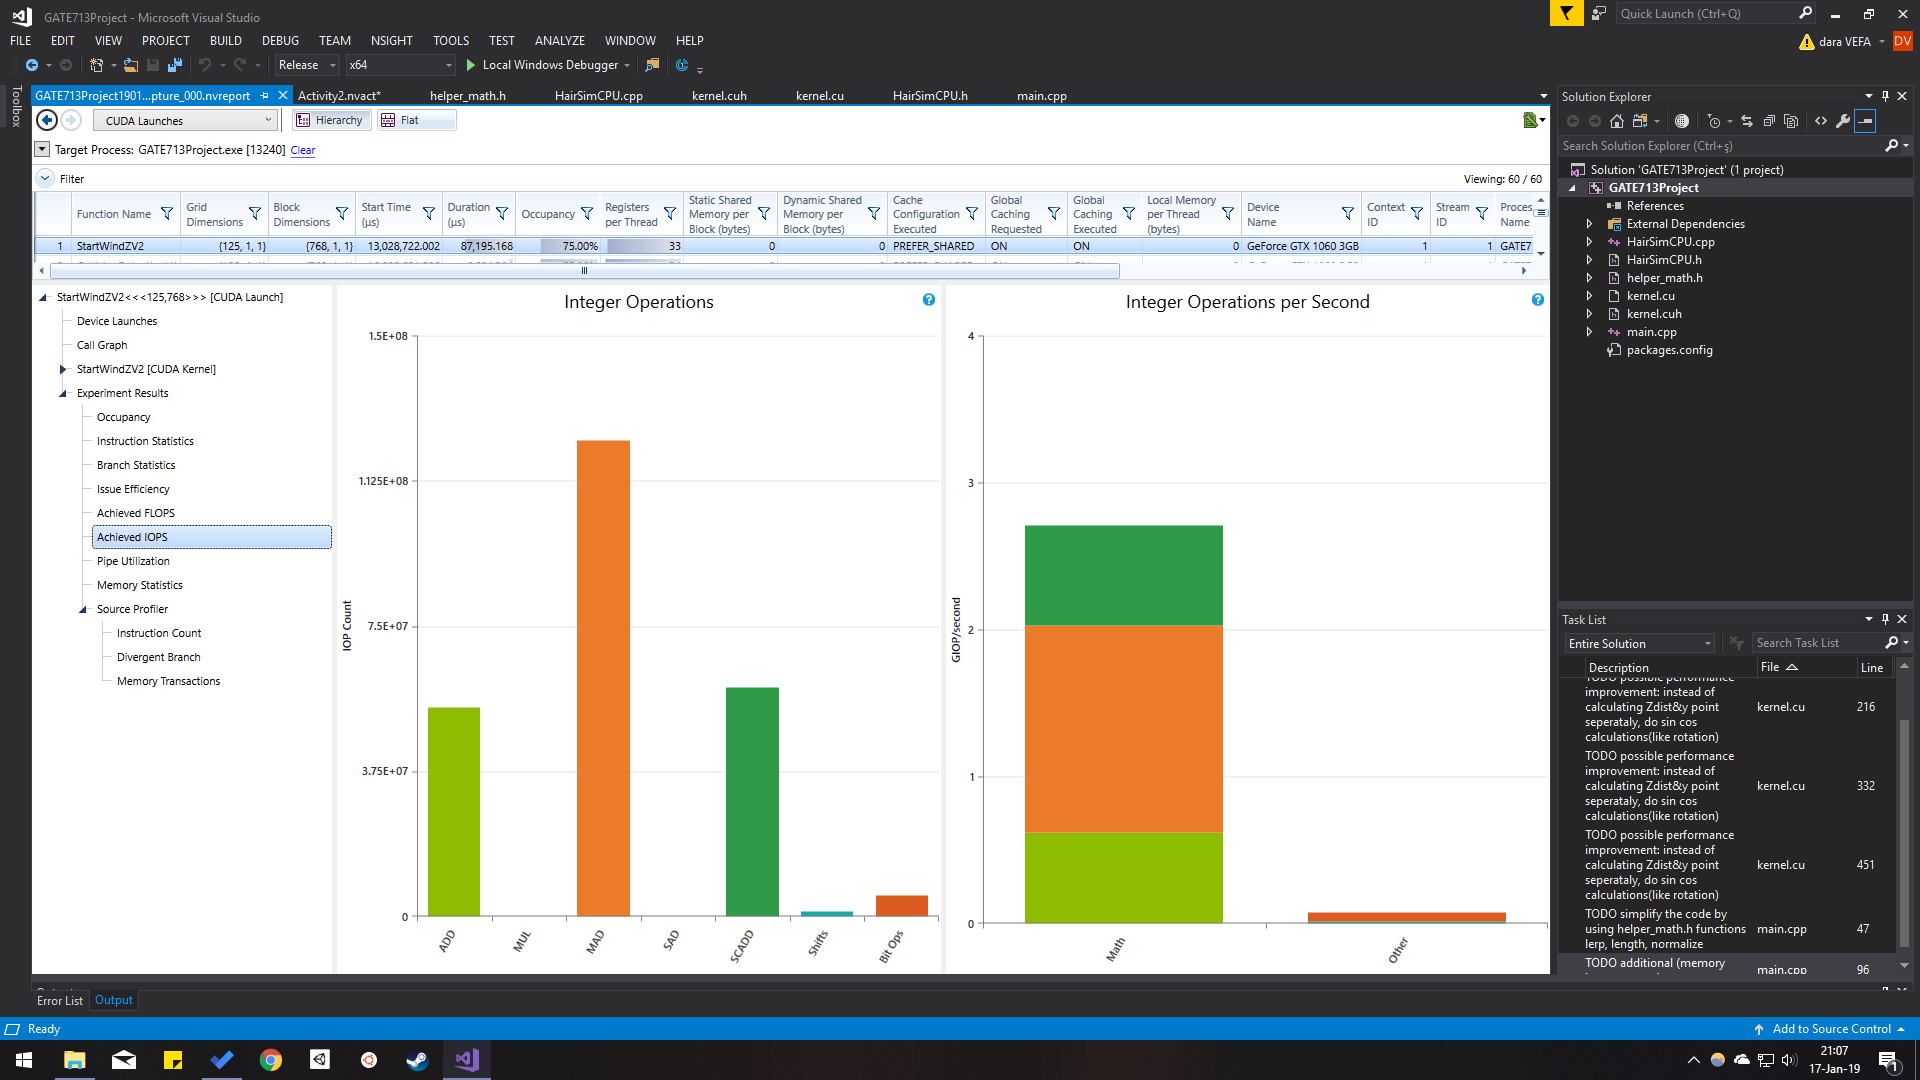 GATE713Project - Microsoft Visual Studio
Quick Launch (Ctrl+Q)
FILE EDIT VIEW PROJECT BUILD DEBUG TEAM NSIGHT TOOLS TEST ANALYZE WINDOW HELP
dara VEFA DV
Release x64 Local Windows Debugger
Toolbox
GATE713Project1901...pture_000.nvreport Activity2.nvact* helper_math.h HairSimCPU.cpp kernel.cuh kernel.cu HairSimCPU.h main.cpp
CUDA Launches Hierarchy Flat
Target Process: GATE713Project.exe [13240] Clear
Filter Viewing: 60 / 60
Function Name
Grid Dimensions
Block Dimensions
Start Time (µs)
Duration (µs)
Occupancy
Registers per Thread
Static Shared Memory per Block (bytes)
Dynamic Shared Memory per Block (bytes)
Cache Configuration Executed
Global Caching Requested
Global Caching Executed
Local Memory per Thread (bytes)
Device Name
Context ID
Stream ID
Proces Name
1 StartWindZV2 {125, 1, 1} {768, 1, 1} 13,028,722.002 87,195.168 75.00% 33 0 0 PREFER_SHARED ON ON 0 GeForce GTX 1060 3GB 1 1 GATE7
StartWindZV2<<<125,768>>> [CUDA Launch]
Device Launches
Call Graph
StartWindZV2 [CUDA Kernel]
Experiment Results
Occupancy
Instruction Statistics
Branch Statistics
Issue Efficiency
Achieved FLOPS
Achieved IOPS
Pipe Utilization
Memory Statistics
Source Profiler
Instruction Count
Divergent Branch
Memory Transactions
Integer Operations
1.5E+08
1.125E+08
7.5E+07
3.75E+07
0
IOP Count
ADD MUL MAD SAD SCADD Shifts Bit Ops
Integer Operations per Second
4
3
2
1
0
GIOP/second
Math Other
Solution Explorer
Search Solution Explorer (Ctrl+ş)
Solution 'GATE713Project' (1 project)
GATE713Project
References
External Dependencies
HairSimCPU.cpp
HairSimCPU.h
helper_math.h
kernel.cu
kernel.cuh
main.cpp
packages.config
Task List
Entire Solution Search Task List
Description File Line
TODO possible performance
improvement: instead of
calculating Zdist&y point kernel.cu 216
seperataly, do sin cos
calculations(like rotation)
TODO possible performance
improvement: instead of
calculating Zdist&y point kernel.cu 332
seperataly, do sin cos
calculations(like rotation)
TODO possible performance
improvement: instead of
calculating Zdist&y point kernel.cu 451
seperataly, do sin cos
calculations(like rotation)
TODO simplify the code by
using helper_math.h functions main.cpp 47
lerp, length, normalize
TODO additional (memory
main.cpp 96
Error List Output
Ready Add to Source Control
21:07
17-Jan-19
1